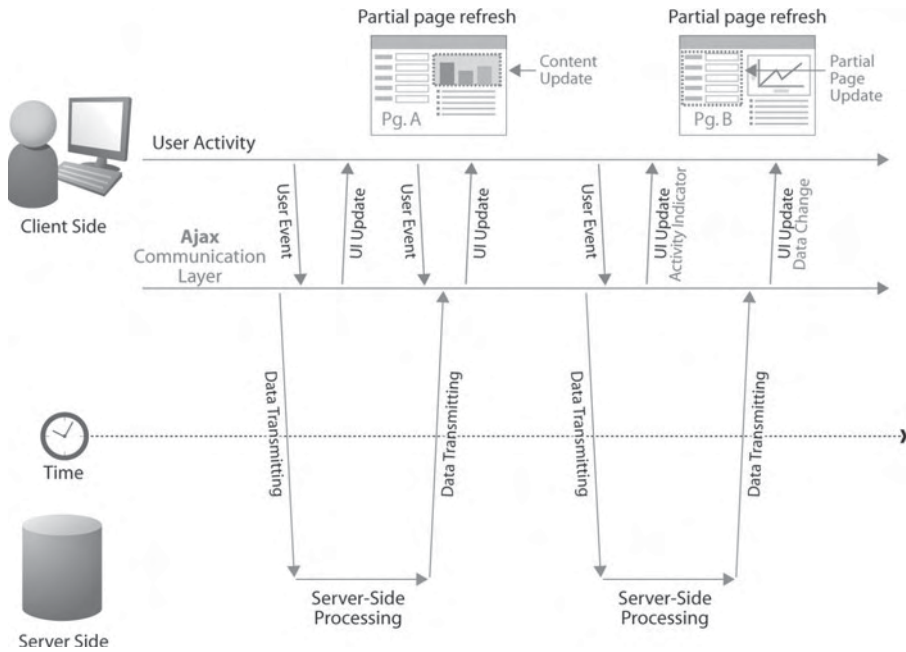 Partial page refresh
Partial page refresh
Content
Update
Partial
Page
Update
Pg. A
Pg. B
User Activity
Client Side
User Event
UI Update
User Event
UI Update
User Event
UI Update
Activity Indicator
UI Update
Data Change
Ajax
Communication
Layer
Data Transmitting
Data Transmitting
Data Transmitting
Data Transmitting
Time
Server-Side
Processing
Server-Side
Processing
Server Side